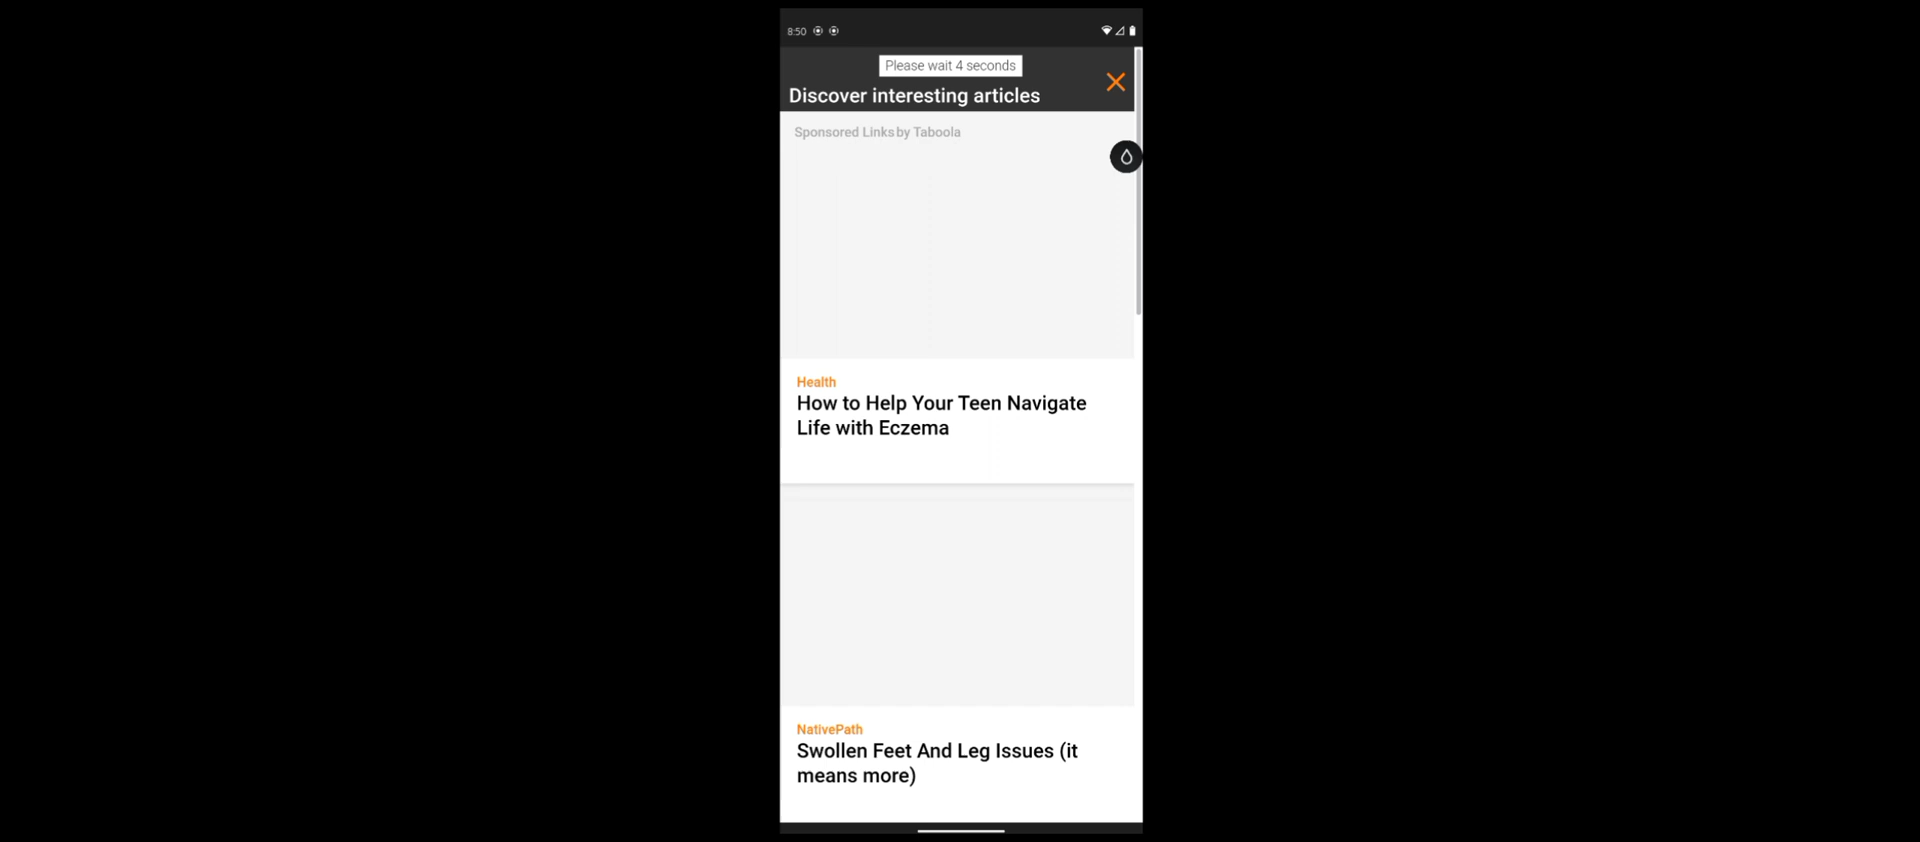 8:50
Please wait 4 seconds
Discover interesting articles
Sponsored Links by Taboola
Health
How to Help Your Teen Navigate
Life with Eczema
NativePath
Swollen Feet And Leg Issues (it
means more)